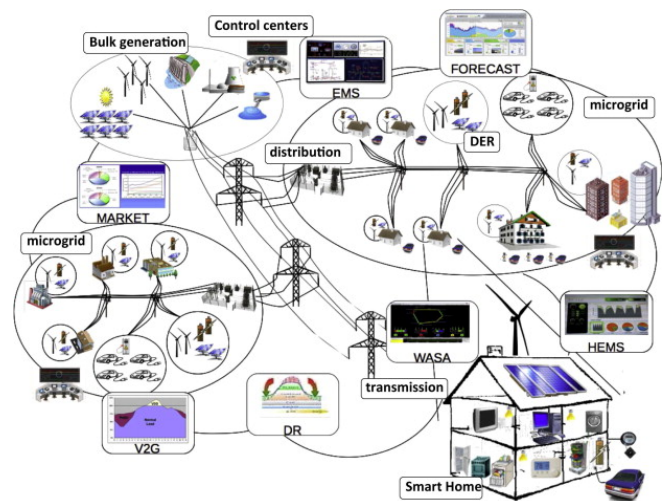 Control centers
Bulk generation
EMS
FORECAST
microgrid
distribution
DER
MARKET
microgrid
WASA
HEMS
transmission
DR
V2G
Smart Home